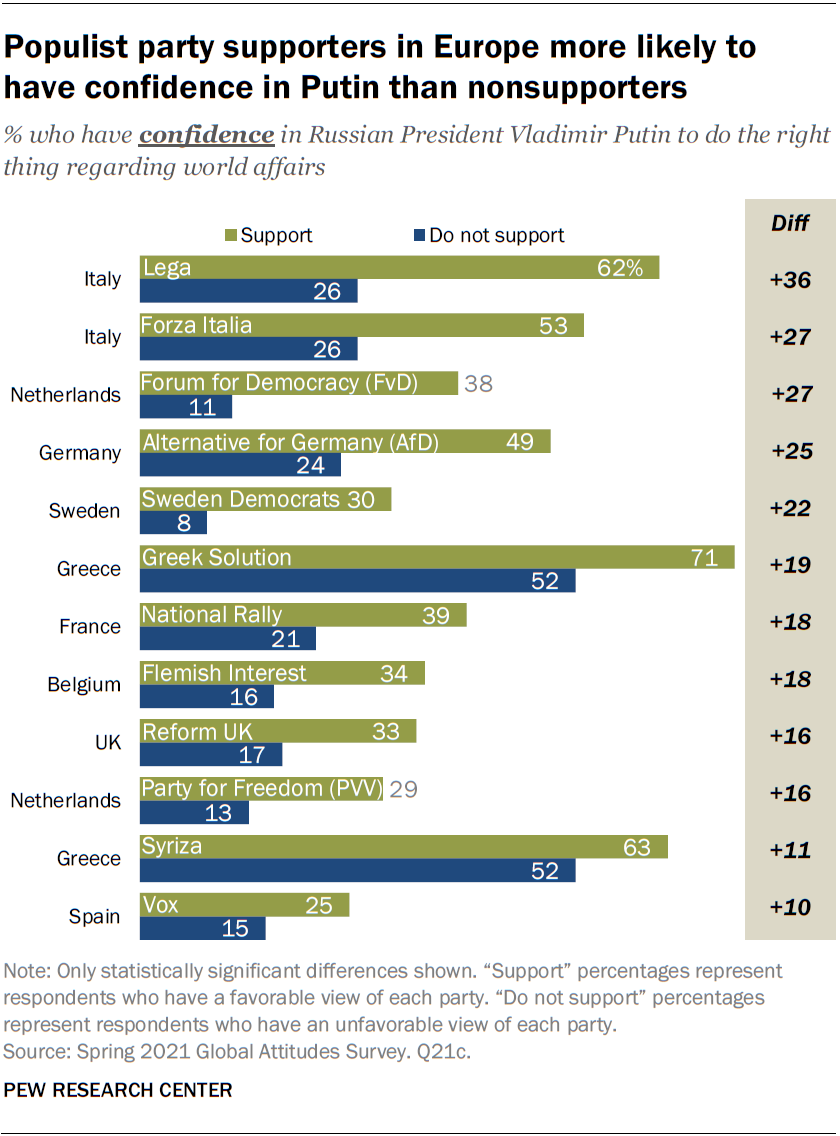 Populist party supporters in Europe more likely to
have confidence in Putin than nonsupporters
% who have confidence in Russian President Vladimir Putin to do the right
thing regarding world affairs
Support Do not support Diff
Italy Lega 62% +36
26
Italy Forza Italia 53 +27
26
Netherlands Forum for Democracy (FvD) 38 +27
11
Germany Alternative for Germany (AfD) 49 +25
24
Sweden Sweden Democrats 30 +22
8
Greece Greek Solution 71 +19
52
France National Rally 39 +18
21
Belgium Flemish Interest 34 +18
16
UK Reform UK 33 +16
17
Netherlands Party for Freedom (PVV) 29 +16
13
Greece Syriza 63 +11
52
Spain Vox 25 +10
15
Note: Only statistically significant differences shown. “Support” percentages represent
respondents who have a favorable view of each party. “Do not support” percentages
represent respondents who have an unfavorable view of each party.
Source: Spring 2021 Global Attitudes Survey. Q21c.
PEW RESEARCH CENTER